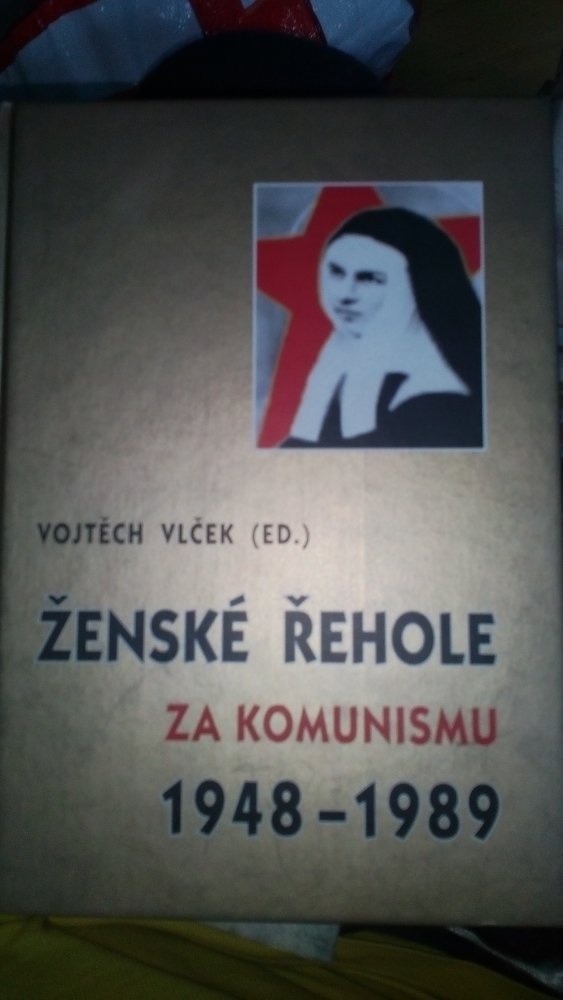 VOJTĚCH VLČEK (ED.)
ŽENSKÉ ŘEHOLE
ZA KOMUNISMU
1948 – 1989